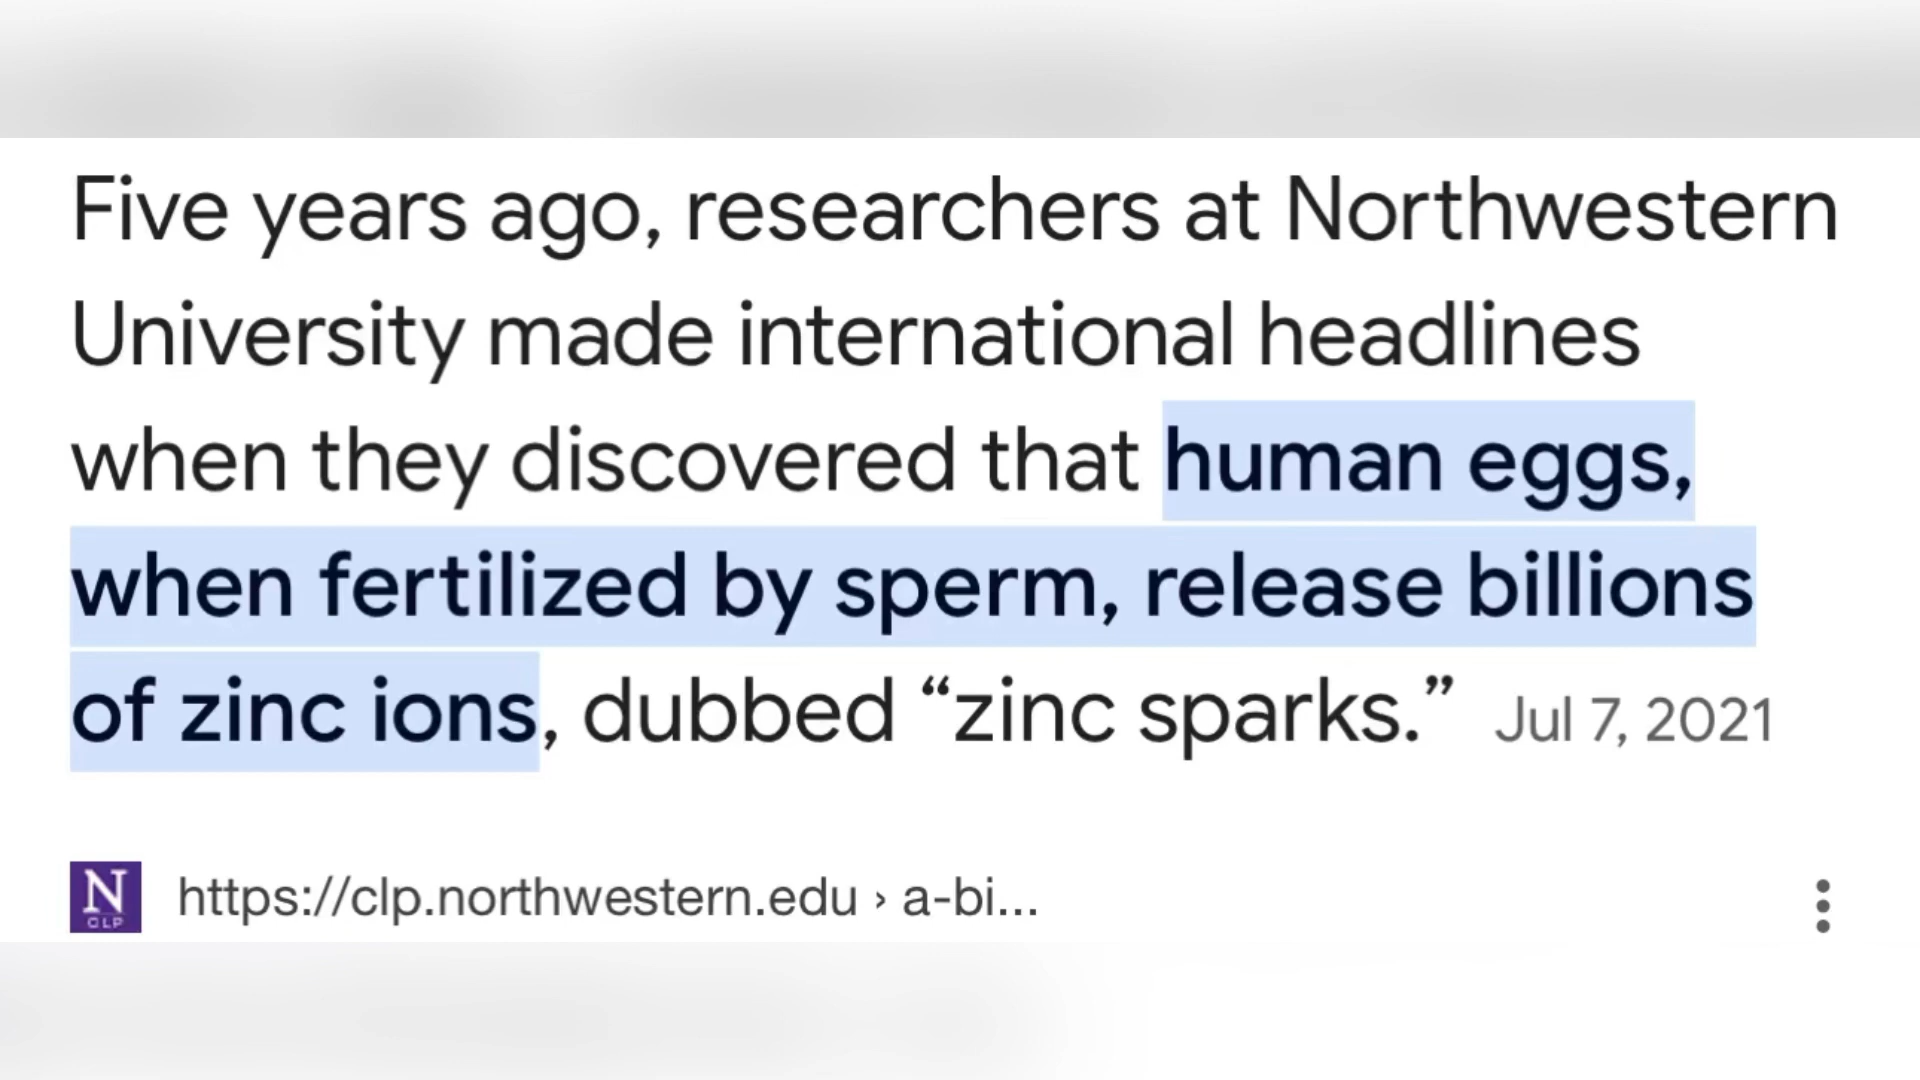 Five years ago, researchers at Northwestern
University made international headlines
when they discovered that human eggs,
when fertilized by sperm, release billions
of zinc ions, dubbed “zinc sparks.” Jul 7, 2021
N
CLP
https://clp.northwestern.edu › a-bi...